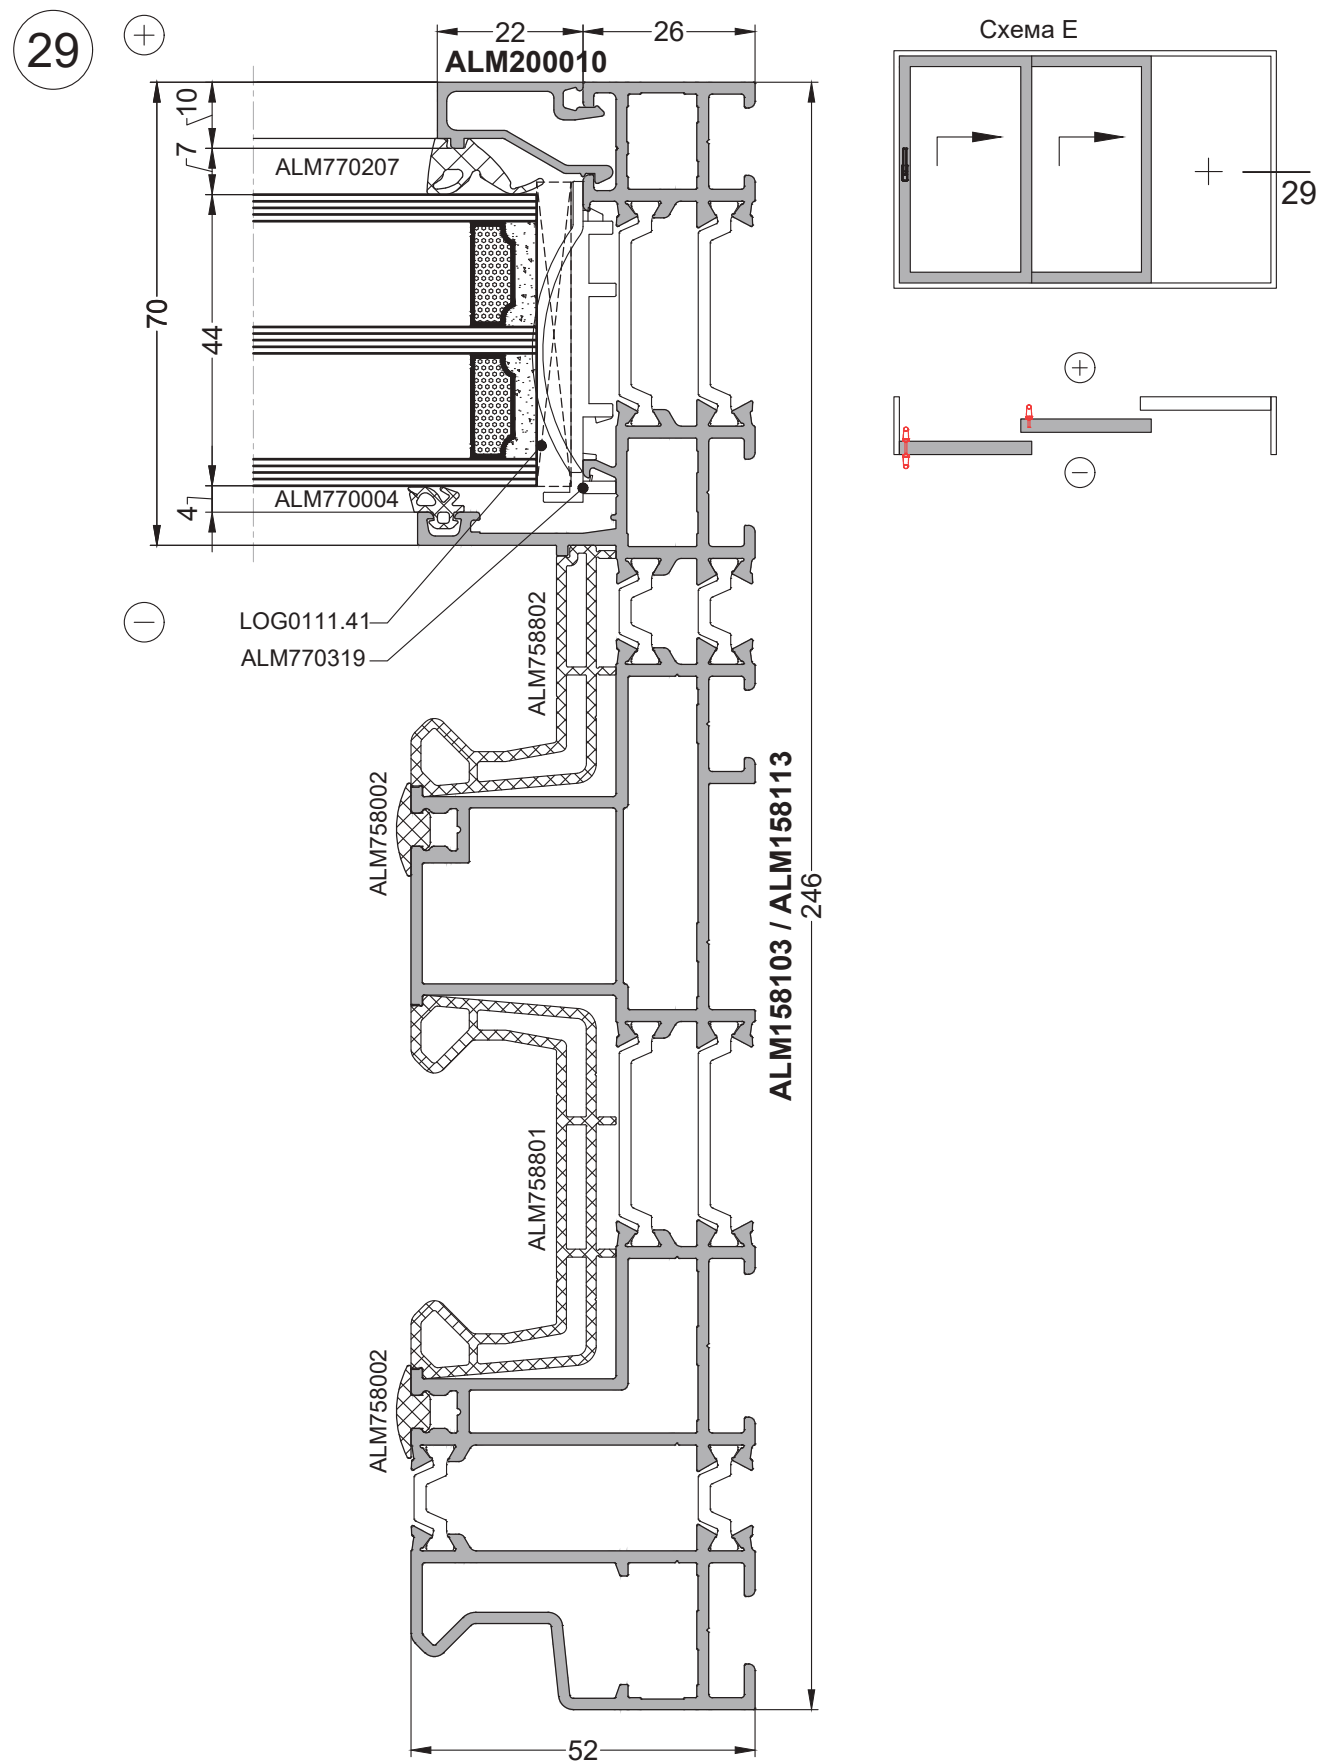 29
+
22
26
ALM200010
Схема E
10
7
ALM770207
29
70
44
+
4
ALM770004
−
−
LOG0111.41
ALM770319
ALM758802
ALM758002
ALM158103 / ALM158113
246
ALM758801
ALM758002
52